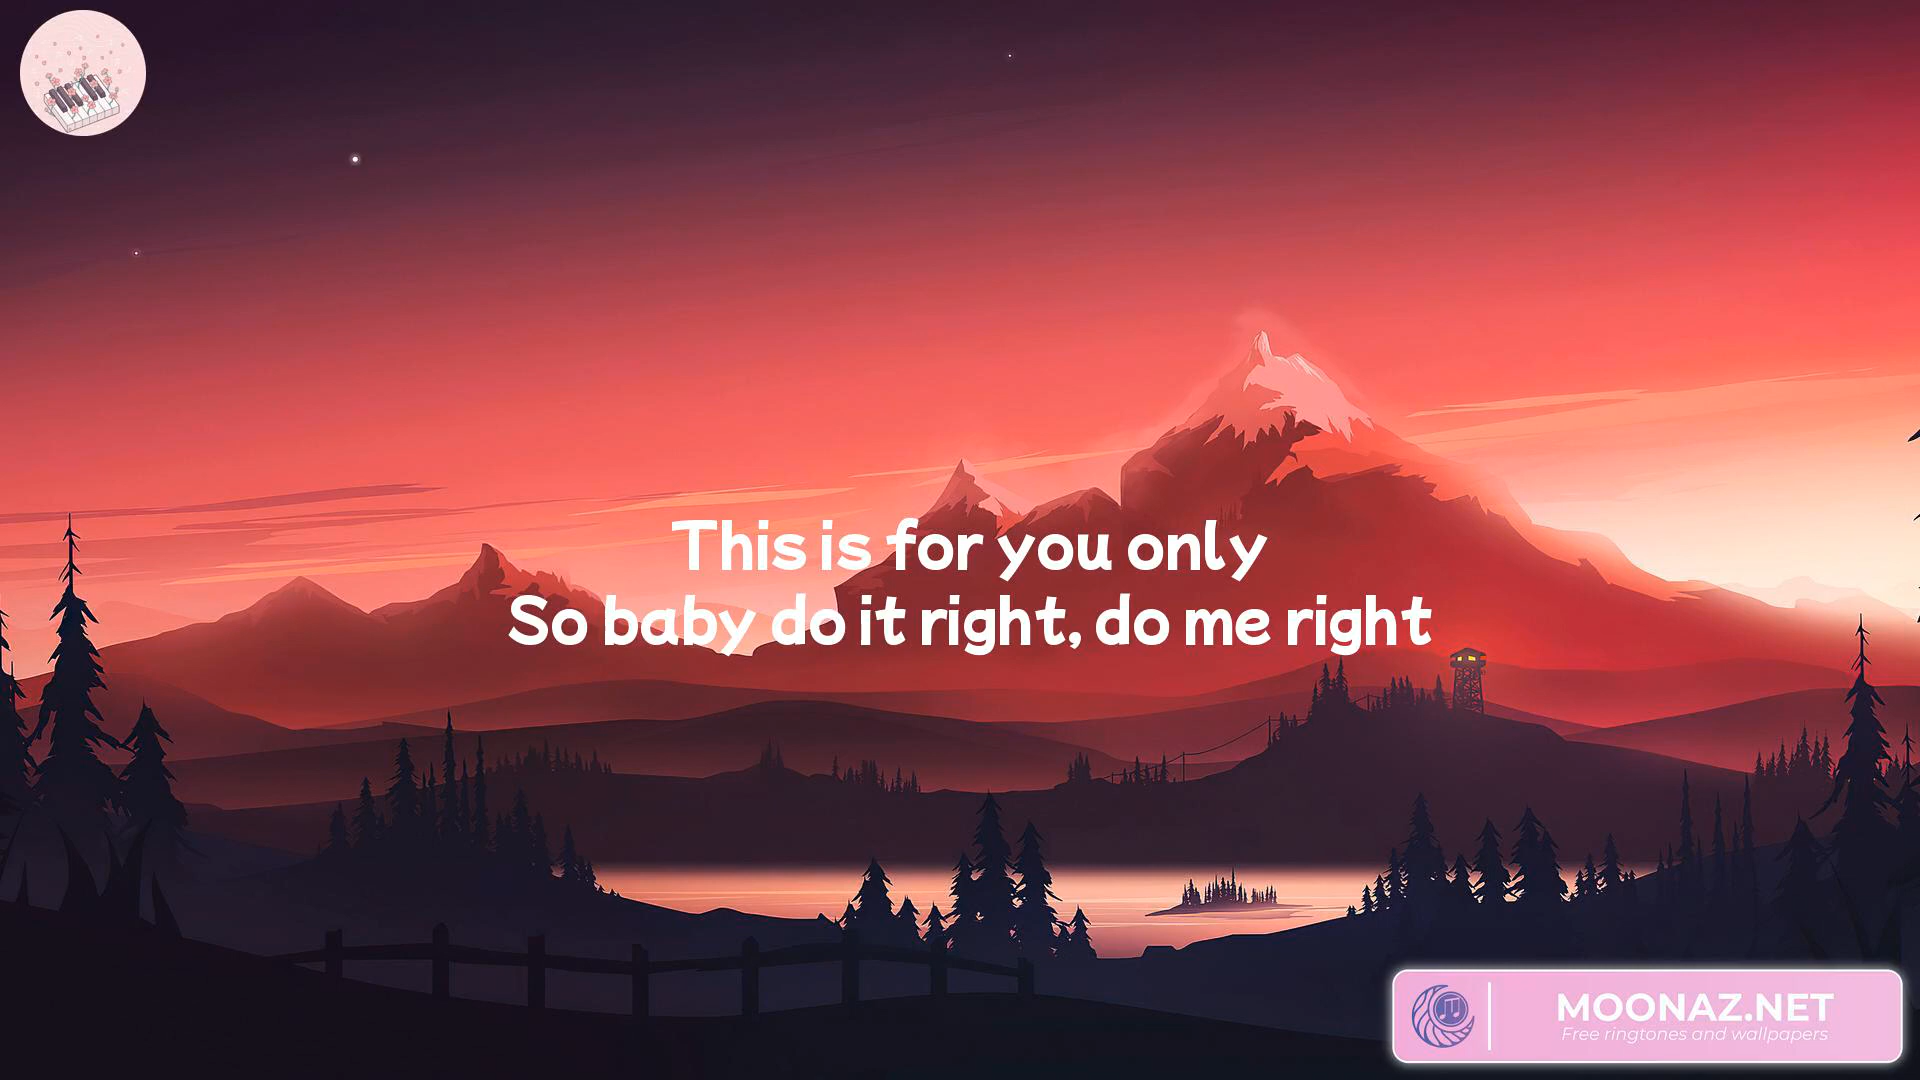 This is for you only
So baby do it right, do me right
MOONAZ.NET
Free ringtones and wallpapers